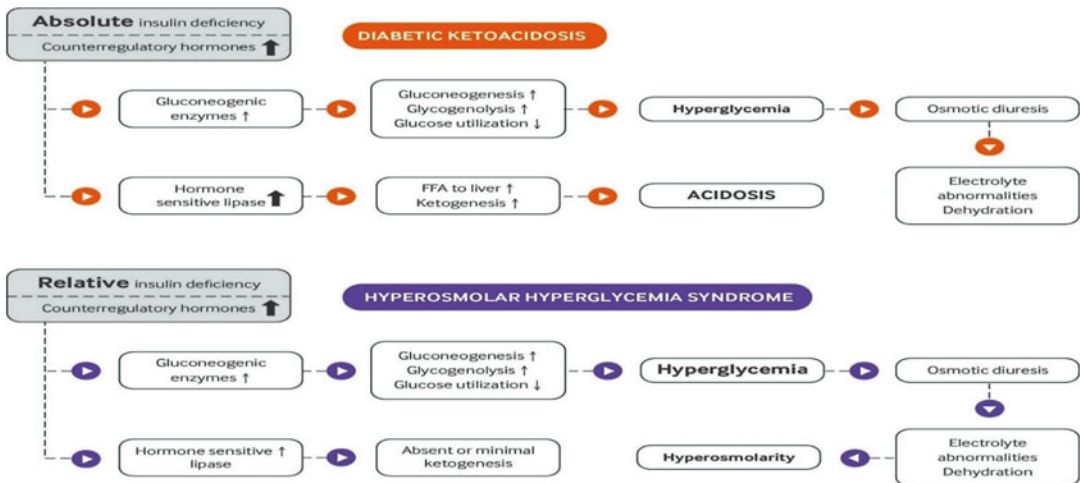 Absolute insulin deficiency
Counterregulatory hormones ↑
DIABETIC KETOACIDOSIS
Gluconeogenic
enzymes ↑
Gluconeogenesis ↑
Glycogenolysis ↑
Glucose utilization ↓
Hyperglycemia
Osmotic diuresis
Hormone
sensitive lipase ↑
FFA to liver ↑
Ketogenesis ↑
ACIDOSIS
Electrolyte
abnormalities
Dehydration
Relative insulin deficiency
Counterregulatory hormones ↑
HYPEROSMOLAR HYPERGLYCEMIA SYNDROME
Gluconeogenic
enzymes ↑
Gluconeogenesis ↑
Glycogenolysis ↑
Glucose utilization ↓
Hyperglycemia
Osmotic diuresis
Hormone sensitive ↑
lipase
Absent or minimal
ketogenesis
Hyperosmolarity
Electrolyte
abnormalities
Dehydration